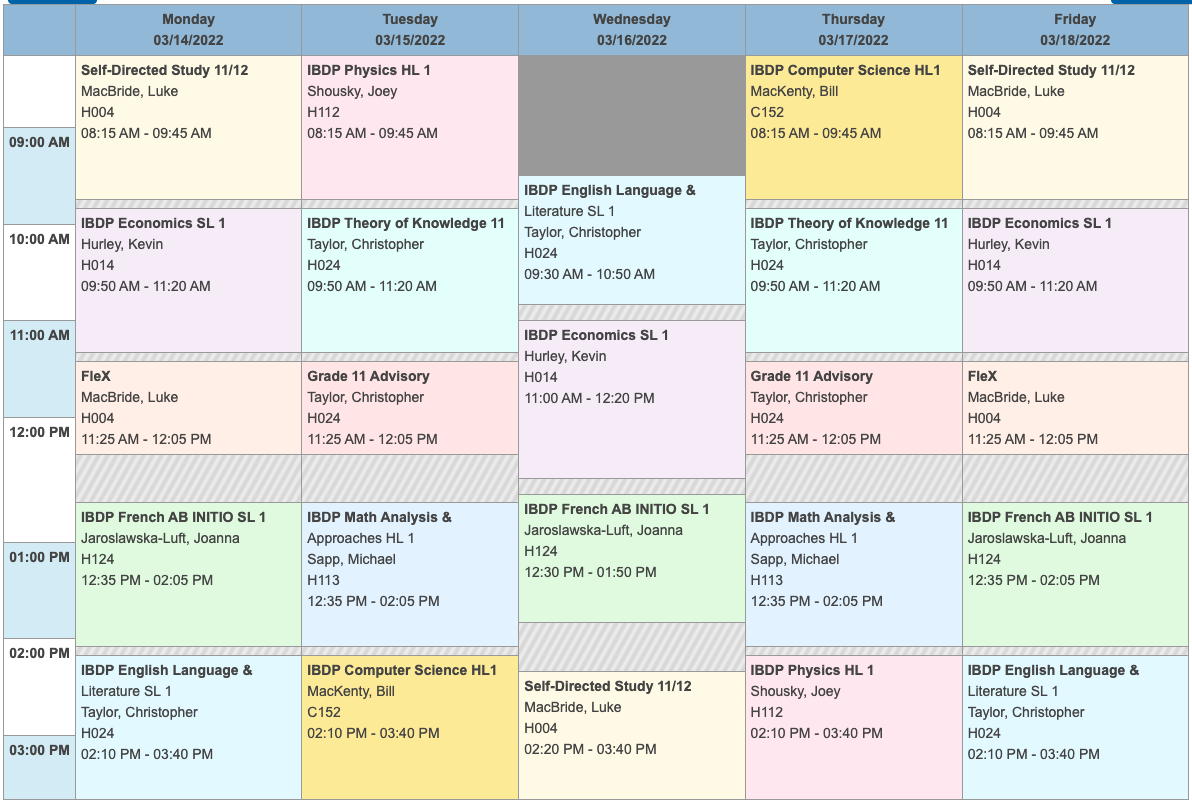 Monday
03/14/2022
Tuesday
03/15/2022
Wednesday
03/16/2022
Thursday
03/17/2022
Friday
03/18/2022
09:00 AM
10:00 AM
11:00 AM
12:00 PM
01:00 PM
02:00 PM
03:00 PM
Self-Directed Study 11/12
MacBride, Luke
H004
08:15 AM - 09:45 AM
IBDP Economics SL 1
Hurley, Kevin
H014
09:50 AM - 11:20 AM
FleX
MacBride, Luke
H004
11:25 AM - 12:05 PM
IBDP French AB INITIO SL 1
Jaroslawska-Luft, Joanna
H124
12:35 PM - 02:05 PM
IBDP English Language &
Literature SL 1
Taylor, Christopher
H024
02:10 PM - 03:40 PM
IBDP Physics HL 1
Shousky, Joey
H112
08:15 AM - 09:45 AM
IBDP Theory of Knowledge 11
Taylor, Christopher
H024
09:50 AM - 11:20 AM
Grade 11 Advisory
Taylor, Christopher
H024
11:25 AM - 12:05 PM
IBDP Math Analysis &
Approaches HL 1
Sapp, Michael
H113
12:35 PM - 02:05 PM
IBDP Computer Science HL1
MacKenty, Bill
C152
02:10 PM - 03:40 PM
IBDP English Language &
Literature SL 1
Taylor, Christopher
H024
09:30 AM - 10:50 AM
IBDP Economics SL 1
Hurley, Kevin
H014
11:00 AM - 12:20 PM
IBDP French AB INITIO SL 1
Jaroslawska-Luft, Joanna
H124
12:30 PM - 01:50 PM
Self-Directed Study 11/12
MacBride, Luke
H004
02:20 PM - 03:40 PM
IBDP Computer Science HL1
MacKenty, Bill
C152
08:15 AM - 09:45 AM
IBDP Theory of Knowledge 11
Taylor, Christopher
H024
09:50 AM - 11:20 AM
Grade 11 Advisory
Taylor, Christopher
H024
11:25 AM - 12:05 PM
IBDP Math Analysis &
Approaches HL 1
Sapp, Michael
H113
12:35 PM - 02:05 PM
IBDP Physics HL 1
Shousky, Joey
H112
02:10 PM - 03:40 PM
Self-Directed Study 11/12
MacBride, Luke
H004
08:15 AM - 09:45 AM
IBDP Economics SL 1
Hurley, Kevin
H014
09:50 AM - 11:20 AM
FleX
MacBride, Luke
H004
11:25 AM - 12:05 PM
IBDP French AB INITIO SL 1
Jaroslawska-Luft, Joanna
H124
12:35 PM - 02:05 PM
IBDP English Language &
Literature SL 1
Taylor, Christopher
H024
02:10 PM - 03:40 PM